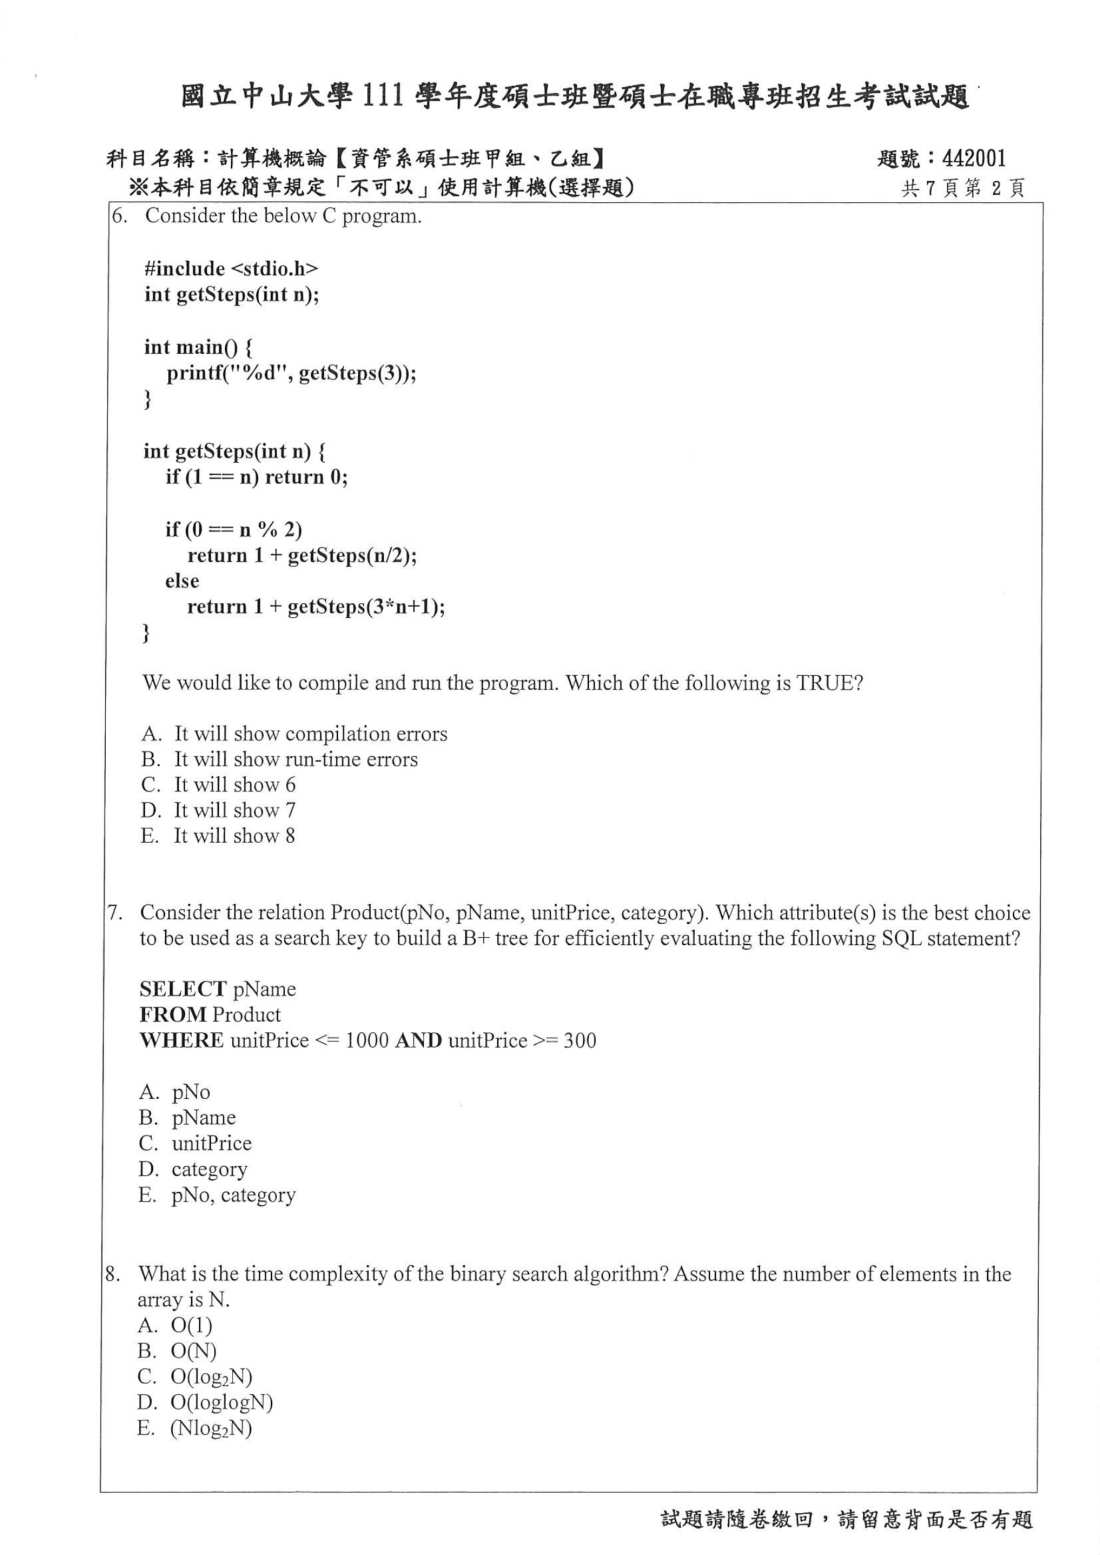 國立中山大學 111 學年度碩士班暨碩士在職專班招生考試試題
科目名稱：計算機概論【資管系碩士班甲組、乙組】
題號：442001
※本科目依簡章規定「不可以」使用計算機(選擇題)
共 7 頁第 2 頁
6. Consider the below C program.
#include <stdio.h>
int getSteps(int n);
int main() {
printf("%d", getSteps(3));
}
int getSteps(int n) {
if (1 == n) return 0;
if (0 == n % 2)
return 1 + getSteps(n/2);
else
return 1 + getSteps(3*n+1);
}
We would like to compile and run the program. Which of the following is TRUE?
A. It will show compilation errors
B. It will show run-time errors
C. It will show 6
D. It will show 7
E. It will show 8
7. Consider the relation Product(pNo, pName, unitPrice, category). Which attribute(s) is the best choice
to be used as a search key to build a B+ tree for efficiently evaluating the following SQL statement?
SELECT pName
FROM Product
WHERE unitPrice <= 1000 AND unitPrice >= 300
A. pNo
B. pName
C. unitPrice
D. category
E. pNo, category
8. What is the time complexity of the binary search algorithm? Assume the number of elements in the
array is N.
A. O(1)
B. O(N)
C. O(log₂N)
D. O(loglogN)
E. (Nlog₂N)
試題請隨卷繳回，請留意背面是否有題